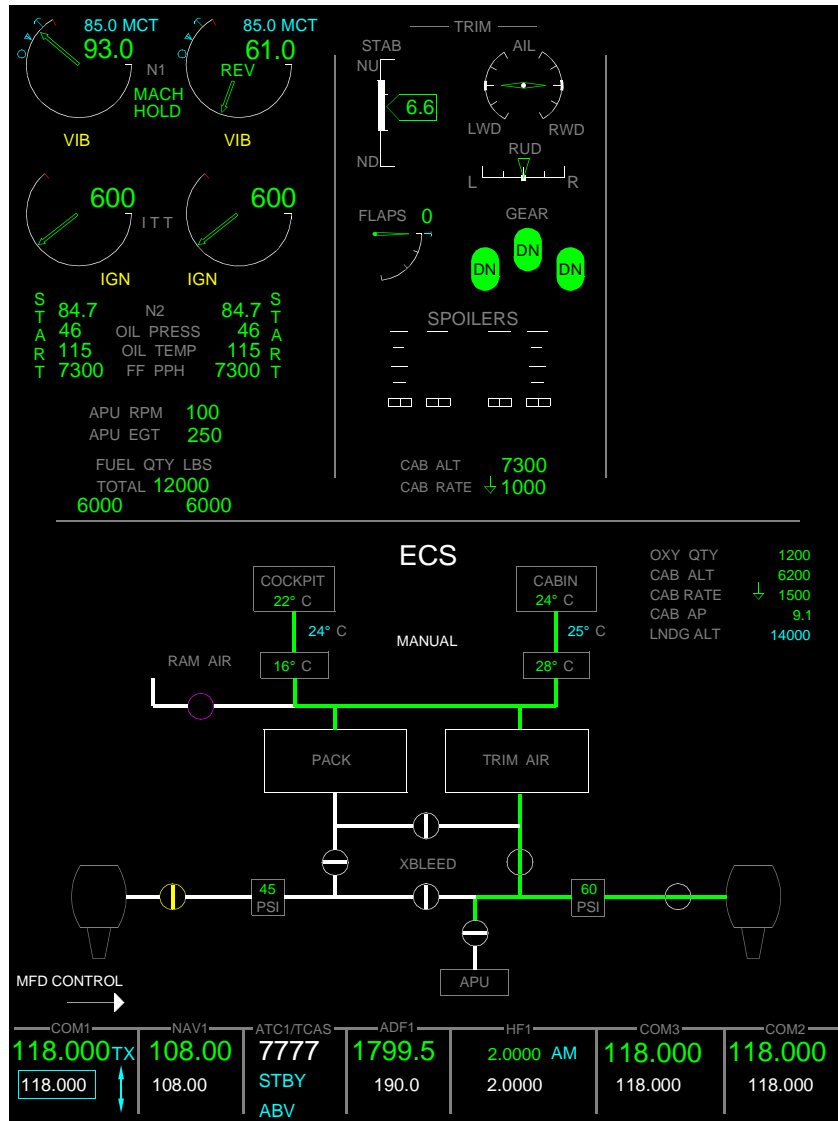 85.0 MCT 85.0 MCT
93.0 N1 61.0
REV
MACH
HOLD
VIB VIB
600 ITT 600
IGN IGN
START START
84.7 N2 84.7
46 OIL PRESS 46
115 OIL TEMP 115
7300 FF PPH 7300
APU RPM 100
APU EGT 250
FUEL QTY LBS
TOTAL 12000
6000 6000
TRIM
STAB AIL
NU
6.6
LWD RWD
ND RUD
L R
FLAPS 0 GEAR
DN DN DN
SPOILERS
CAB ALT 7300
CAB RATE 1000
ECS
OXY QTY 1200
CAB ALT 6200
CAB RATE 1500
CAB AP 9.1
LNDG ALT 14000
COCKPIT CABIN
22° C 24° C
24° C 25° C
MANUAL
RAM AIR 16° C 28° C
PACK TRIM AIR
XBLEED
45 60
PSI PSI
APU
MFD CONTROL
COM1 NAV1 ATC1/TCAS ADF1 HF1 COM3 COM2
118.000 TX 108.00 7777 1799.5 2.0000 AM 118.000 118.000
118.000 108.00 STBY 190.0 2.0000 118.000 118.000
ABV